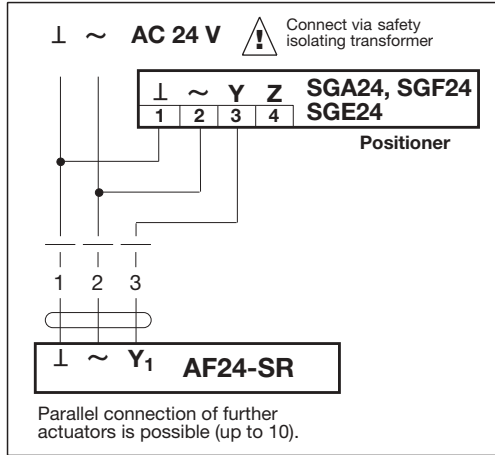 ⊥ ~ AC 24 V
Connect via safety
isolating transformer
!
⊥ ~ Y Z
1 2 3 4
SGA24, SGF24
SGE24
Positioner
1 2 3
⊥ ~ Y₁
AF24-SR
Parallel connection of further
actuators is possible (up to 10).